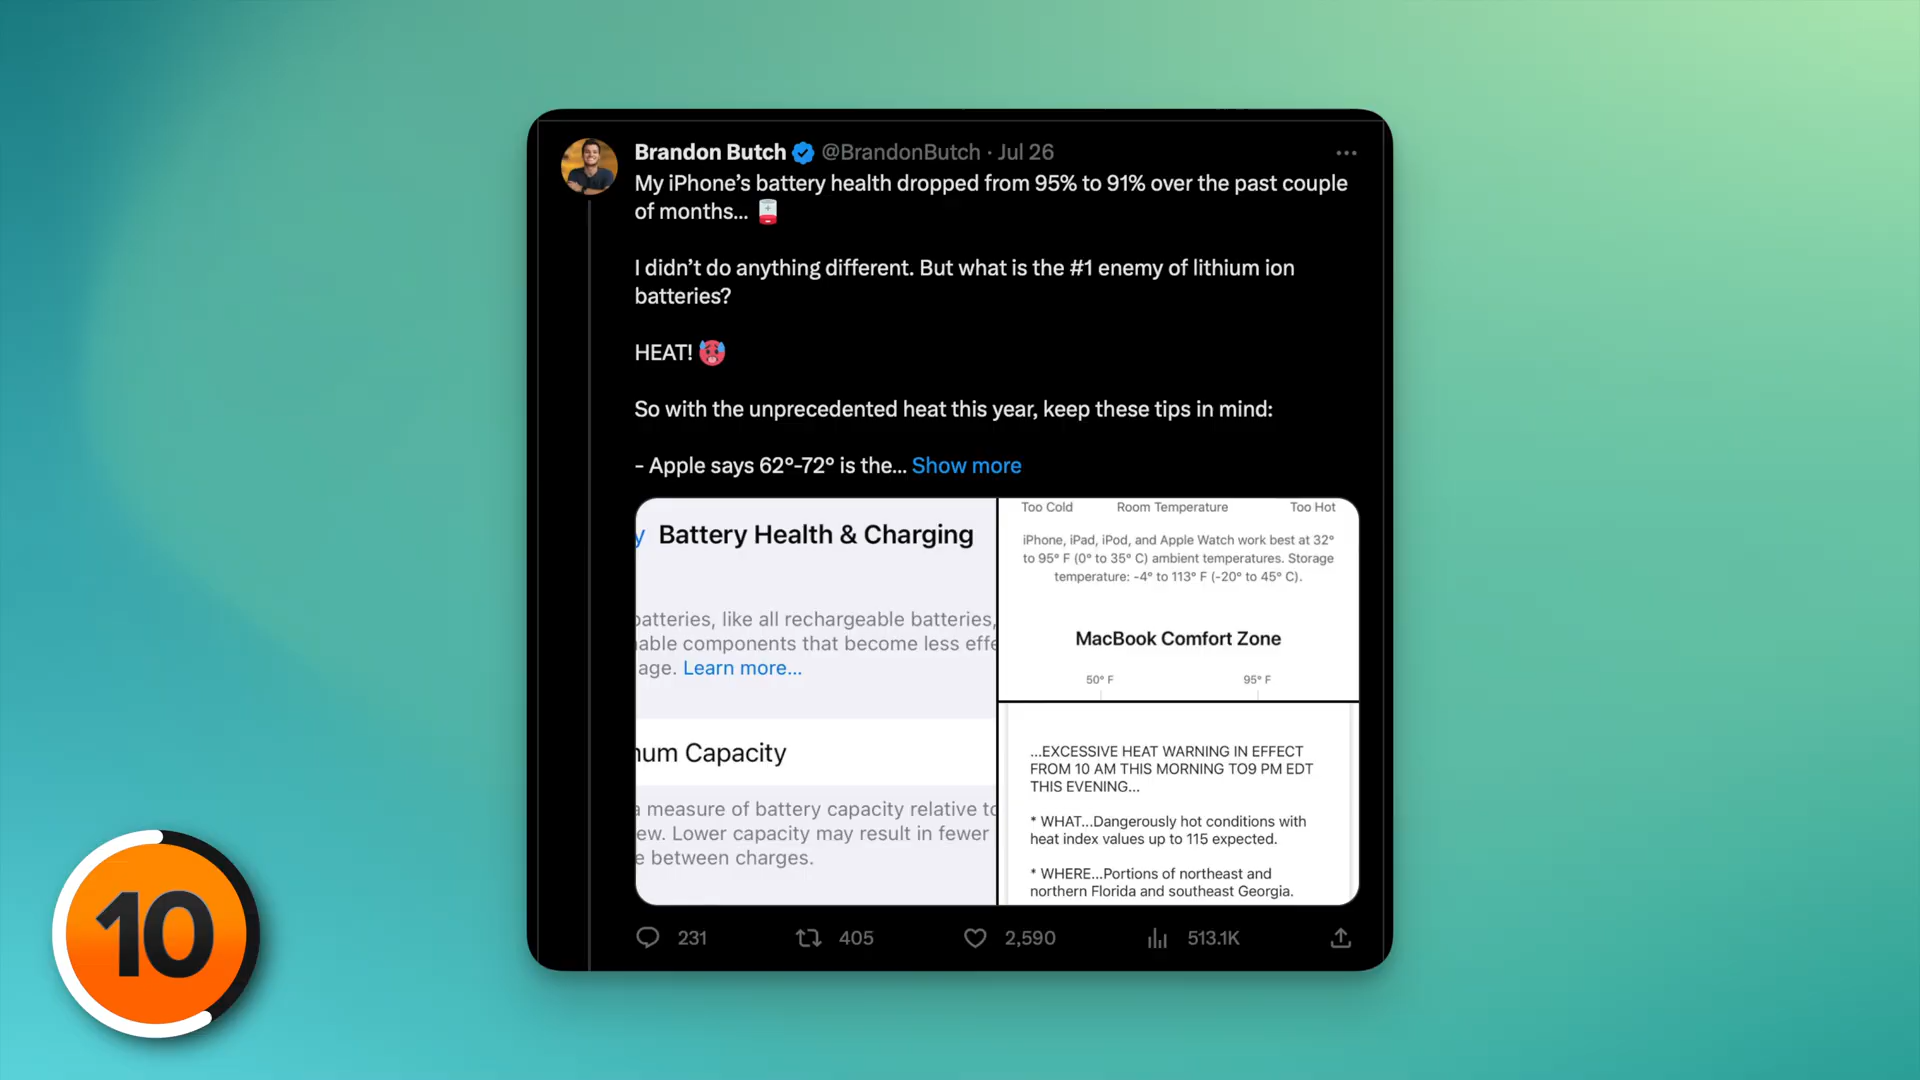 Brandon Butch @BrandonButch · Jul 26
My iPhone’s battery health dropped from 95% to 91% over the past couple
of months... 🪫
I didn’t do anything different. But what is the #1 enemy of lithium ion
batteries?
HEAT! 🥵
So with the unprecedented heat this year, keep these tips in mind:
- Apple says 62°-72° is the... Show more
y Battery Health & Charging
batteries, like all rechargeable batteries,
able components that become less effe
age. Learn more...
num Capacity
a measure of battery capacity relative to
ew. Lower capacity may result in fewer
e between charges.
Too Cold Room Temperature Too Hot
iPhone, iPad, iPod, and Apple Watch work best at 32°
to 95° F (0° to 35° C) ambient temperatures. Storage
temperature: -4° to 113° F (-20° to 45° C).
MacBook Comfort Zone
50° F 95° F
...EXCESSIVE HEAT WARNING IN EFFECT
FROM 10 AM THIS MORNING TO9 PM EDT
THIS EVENING...
* WHAT...Dangerously hot conditions with
heat index values up to 115 expected.
* WHERE...Portions of northeast and
northern Florida and southeast Georgia.
231 405 2,590 513.1K
10